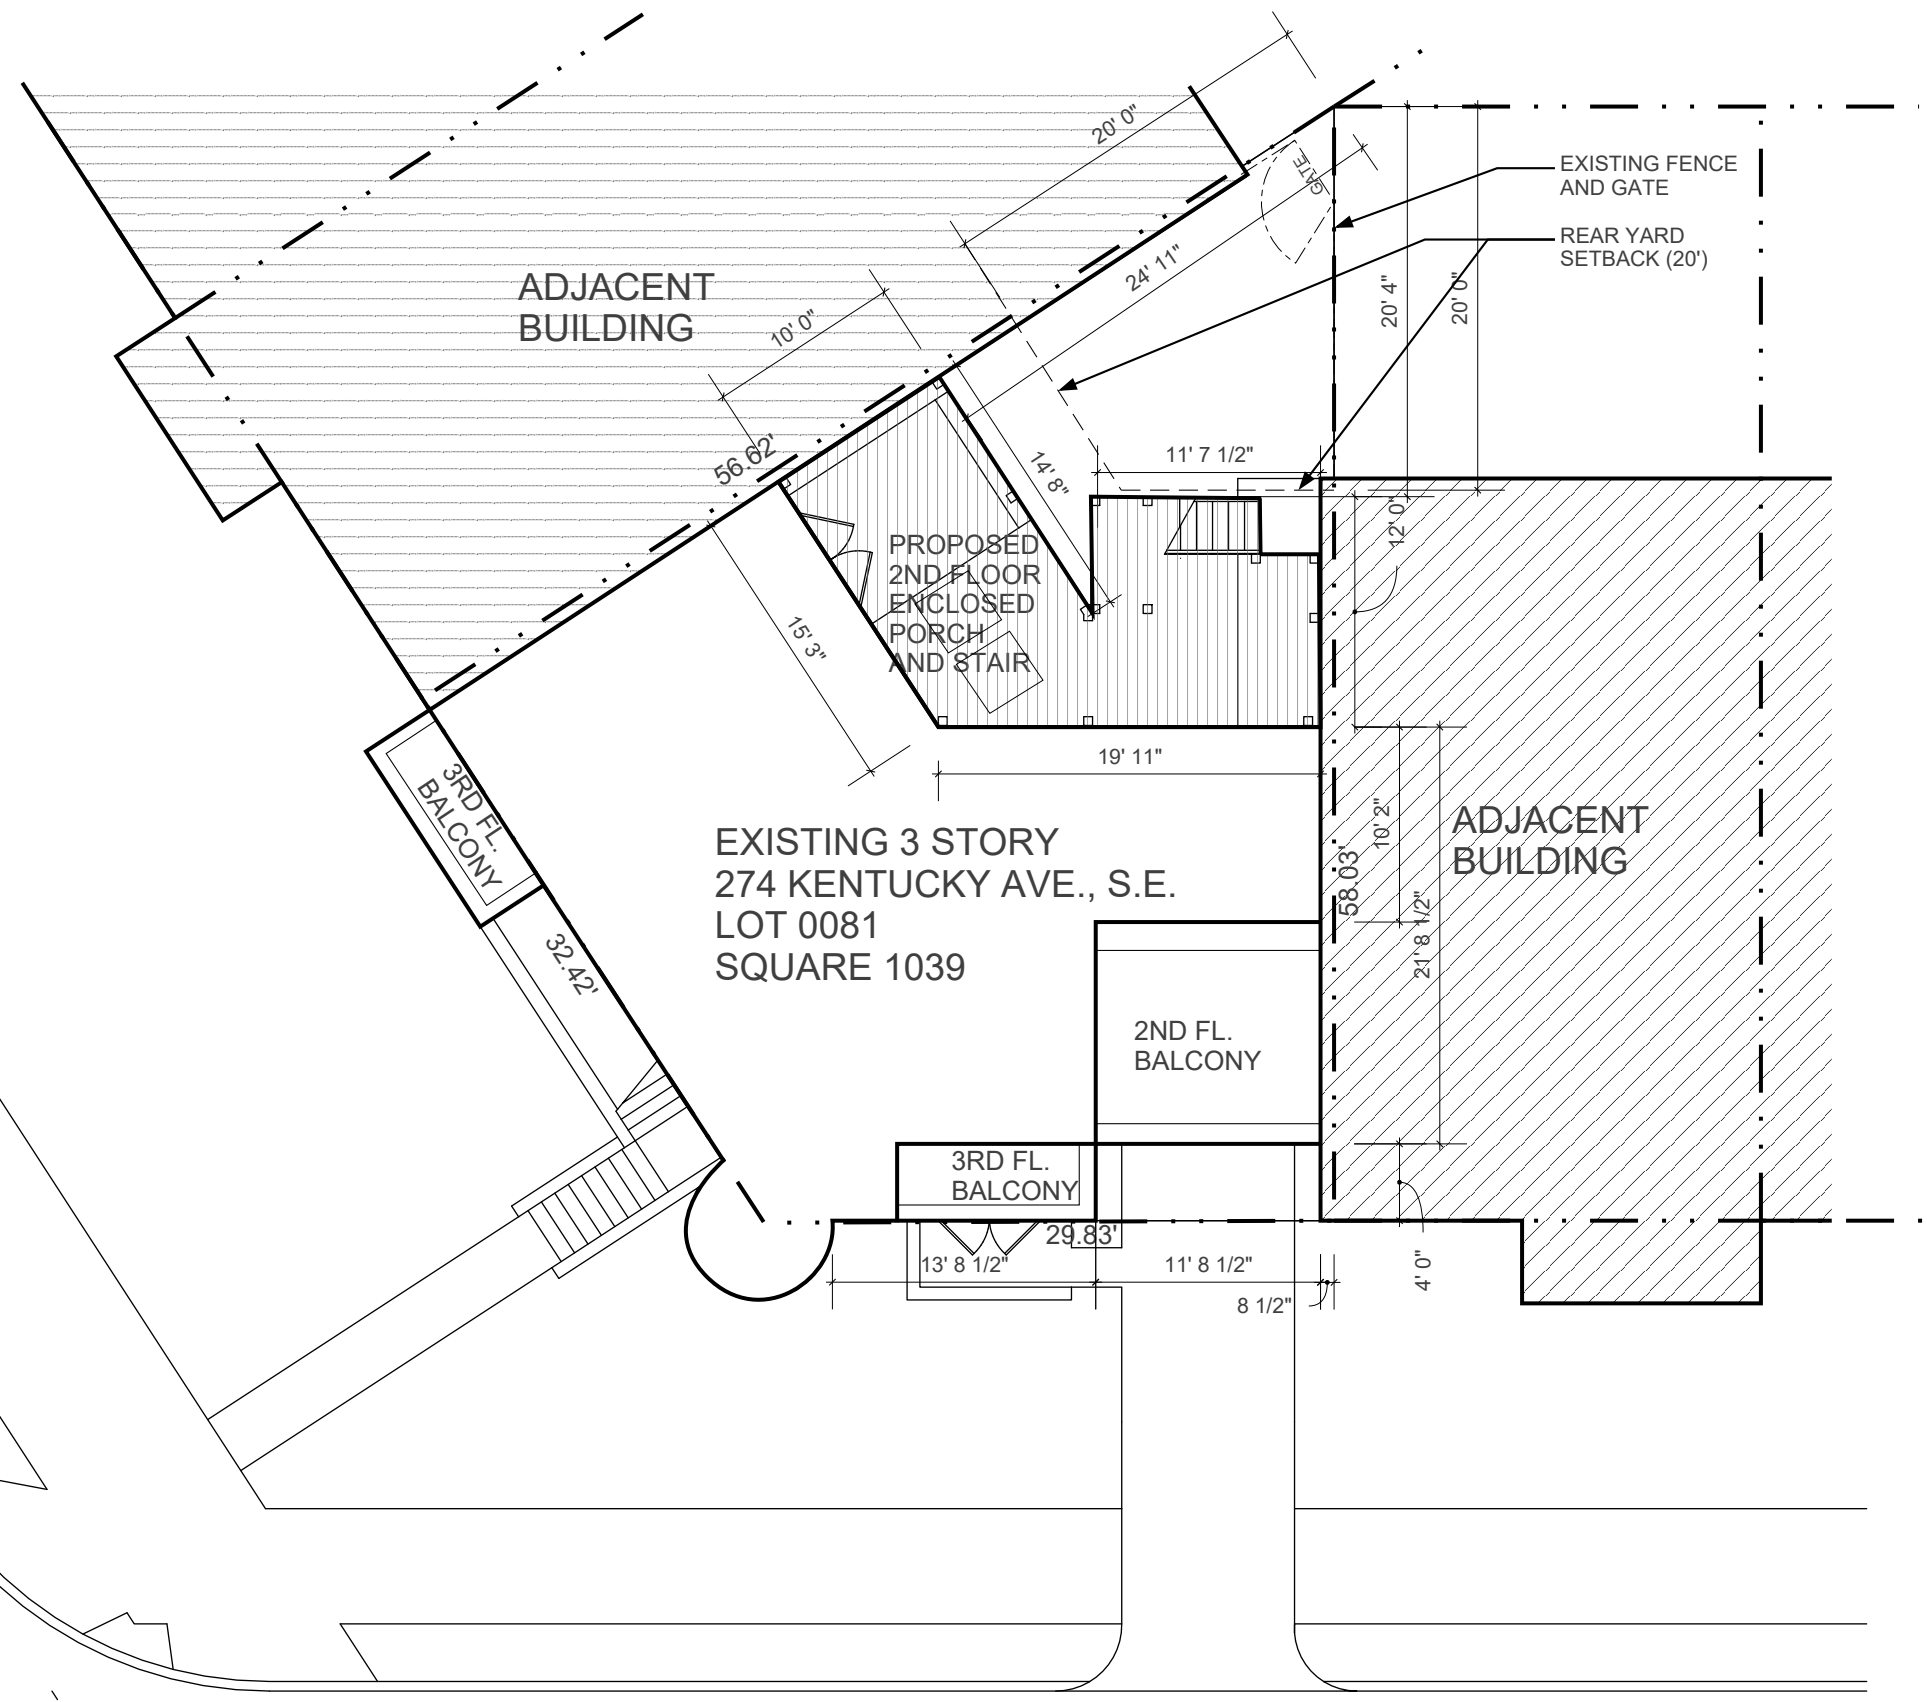 20' 0"
GATE
EXISTING FENCE
AND GATE
REAR YARD
SETBACK (20')
24' 11"
20' 4"
20' 0"
ADJACENT
BUILDING
10' 0"
56.62'
14' 8"
11' 7 1/2"
12' 0"
PROPOSED
2ND FLOOR
ENCLOSED
PORCH
AND STAIR
15' 3"
19' 11"
3RD FL.
BALCONY
EXISTING 3 STORY
274 KENTUCKY AVE., S.E.
LOT 0081
SQUARE 1039
10' 2"
58.03'
21' 8 1/2"
ADJACENT
BUILDING
32.42'
2ND FL.
BALCONY
3RD FL.
BALCONY
29.83'
13' 8 1/2"
11' 8 1/2"
8 1/2"
4' 0"